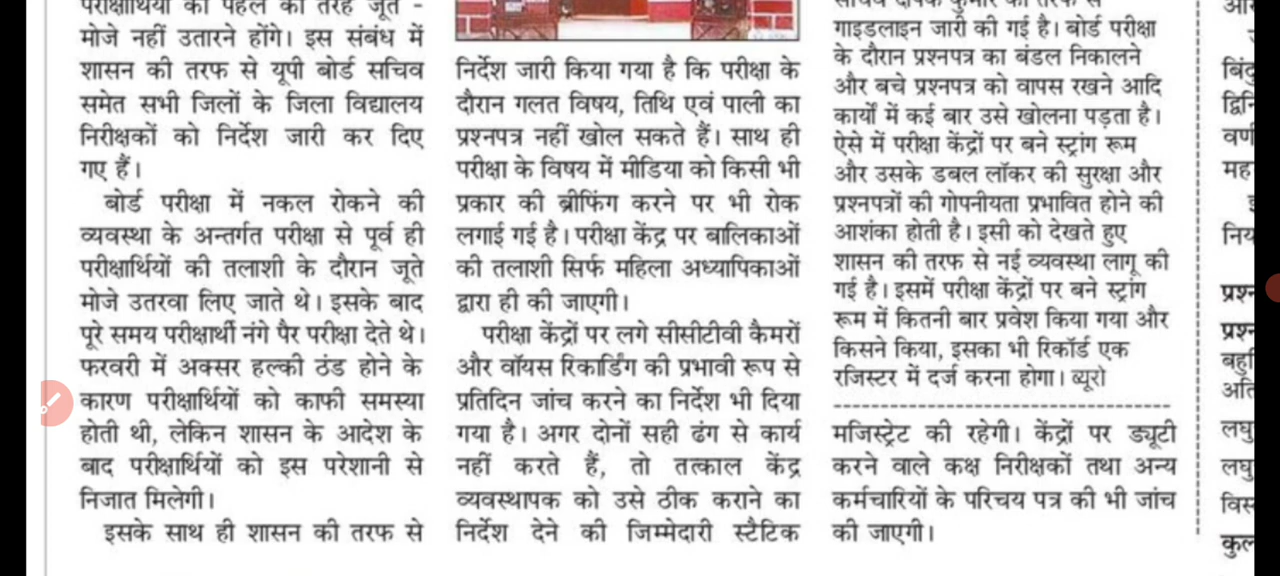 परीक्षार्थियों को पहले की तरह जूते -
मोजे नहीं उतारने होंगे। इस संबंध में
शासन की तरफ से यूपी बोर्ड सचिव
समेत सभी जिलों के जिला विद्यालय
निरीक्षकों को निर्देश जारी कर दिए
गए हैं।
बोर्ड परीक्षा में नकल रोकने की
व्यवस्था के अन्तर्गत परीक्षा से पूर्व ही
परीक्षार्थियों की तलाशी के दौरान जूते
मोजे उतरवा लिए जाते थे। इसके बाद
पूरे समय परीक्षार्थी नंगे पैर परीक्षा देते थे।
फरवरी में अक्सर हल्की ठंड होने के
कारण परीक्षार्थियों को काफी समस्या
होती थी, लेकिन शासन के आदेश के
बाद परीक्षार्थियों को इस परेशानी से
निजात मिलेगी।
इसके साथ ही शासन की तरफ से
निर्देश जारी किया गया है कि परीक्षा के
दौरान गलत विषय, तिथि एवं पाली का
प्रश्नपत्र नहीं खोल सकते हैं। साथ ही
परीक्षा के विषय में मीडिया को किसी भी
प्रकार की ब्रीफिंग करने पर भी रोक
लगाई गई है। परीक्षा केंद्र पर बालिकाओं
की तलाशी सिर्फ महिला अध्यापिकाओं
द्वारा ही की जाएगी।
परीक्षा केंद्रों पर लगे सीसीटीवी कैमरों
और वॉयस रिकार्डिंग की प्रभावी रूप से
प्रतिदिन जांच करने का निर्देश भी दिया
गया है। अगर दोनों सही ढंग से कार्य
नहीं करते हैं, तो तत्काल केंद्र
व्यवस्थापक को उसे ठीक कराने का
निर्देश देने की जिम्मेदारी स्टैटिक
मजिस्ट्रेट की रहेगी। केंद्रों पर ड्यूटी
करने वाले कक्ष निरीक्षकों तथा अन्य
कर्मचारियों के परिचय पत्र की भी जांच
की जाएगी।
सचिव दीपक कुमार की तरफ से
गाइडलाइन जारी की गई है। बोर्ड परीक्षा
के दौरान प्रश्नपत्र का बंडल निकालने
और बचे प्रश्नपत्र को वापस रखने आदि
कार्यों में कई बार उसे खोलना पड़ता है।
ऐसे में परीक्षा केंद्रों पर बने स्ट्रांग रूम
और उसके डबल लॉकर की सुरक्षा और
प्रश्नपत्रों की गोपनीयता प्रभावित होने की
आशंका होती है। इसी को देखते हुए
शासन की तरफ से नई व्यवस्था लागू की
गई है। इसमें परीक्षा केंद्रों पर बने स्ट्रांग
रूम में कितनी बार प्रवेश किया गया और
किसने किया, इसका भी रिकॉर्ड एक
रजिस्टर में दर्ज करना होगा। ब्यूरो